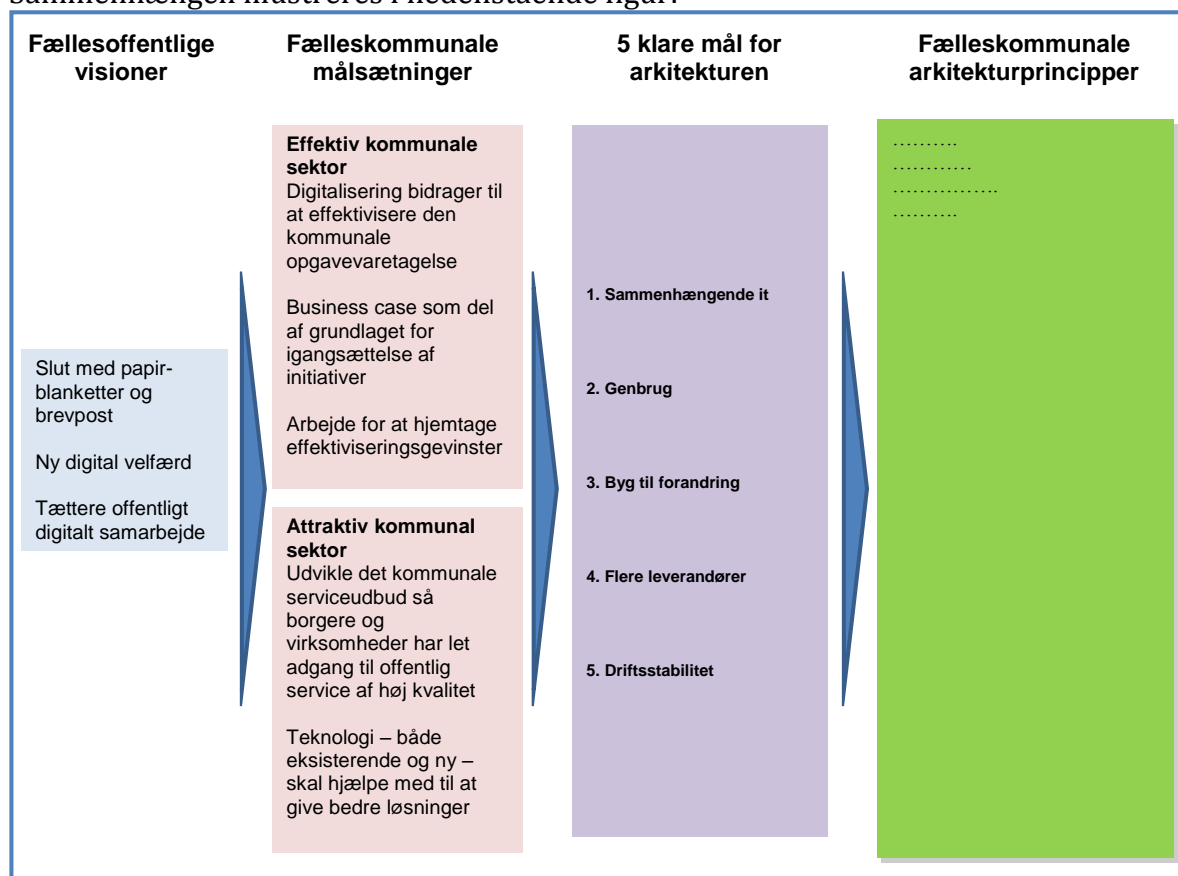 Sammenhængen illustreres i nedenstående figur:
Fællesoffentlige
visioner
Fælleskommunale
målsætninger
5 klare mål for
arkitekturen
Fælleskommunale
arkitekturprincipper
Slut med papir-
blanketter og
brevpost
Ny digital velfærd
Tættere offentligt
digitalt samarbejde
Effektiv kommunale
sektor
Digitalisering bidrager til
at effektivisere den
kommunale
opgavevaretagelse
Business case som del
af grundlaget for
igangsættelse af
initiativer
Arbejde for at hjemtage
effektiviseringsgevinster
Attraktiv kommunal
sektor
Udvikle det kommunale
serviceudbud så
borgere og
virksomheder har let
adgang til offentlig
service af høj kvalitet
Teknologi – både
eksisterende og ny –
skal hjælpe med til at
give bedre løsninger
1. Sammenhængende it
2. Genbrug
3. Byg til forandring
4. Flere leverandører
5. Driftsstabilitet
……….
…………
…………….
……….